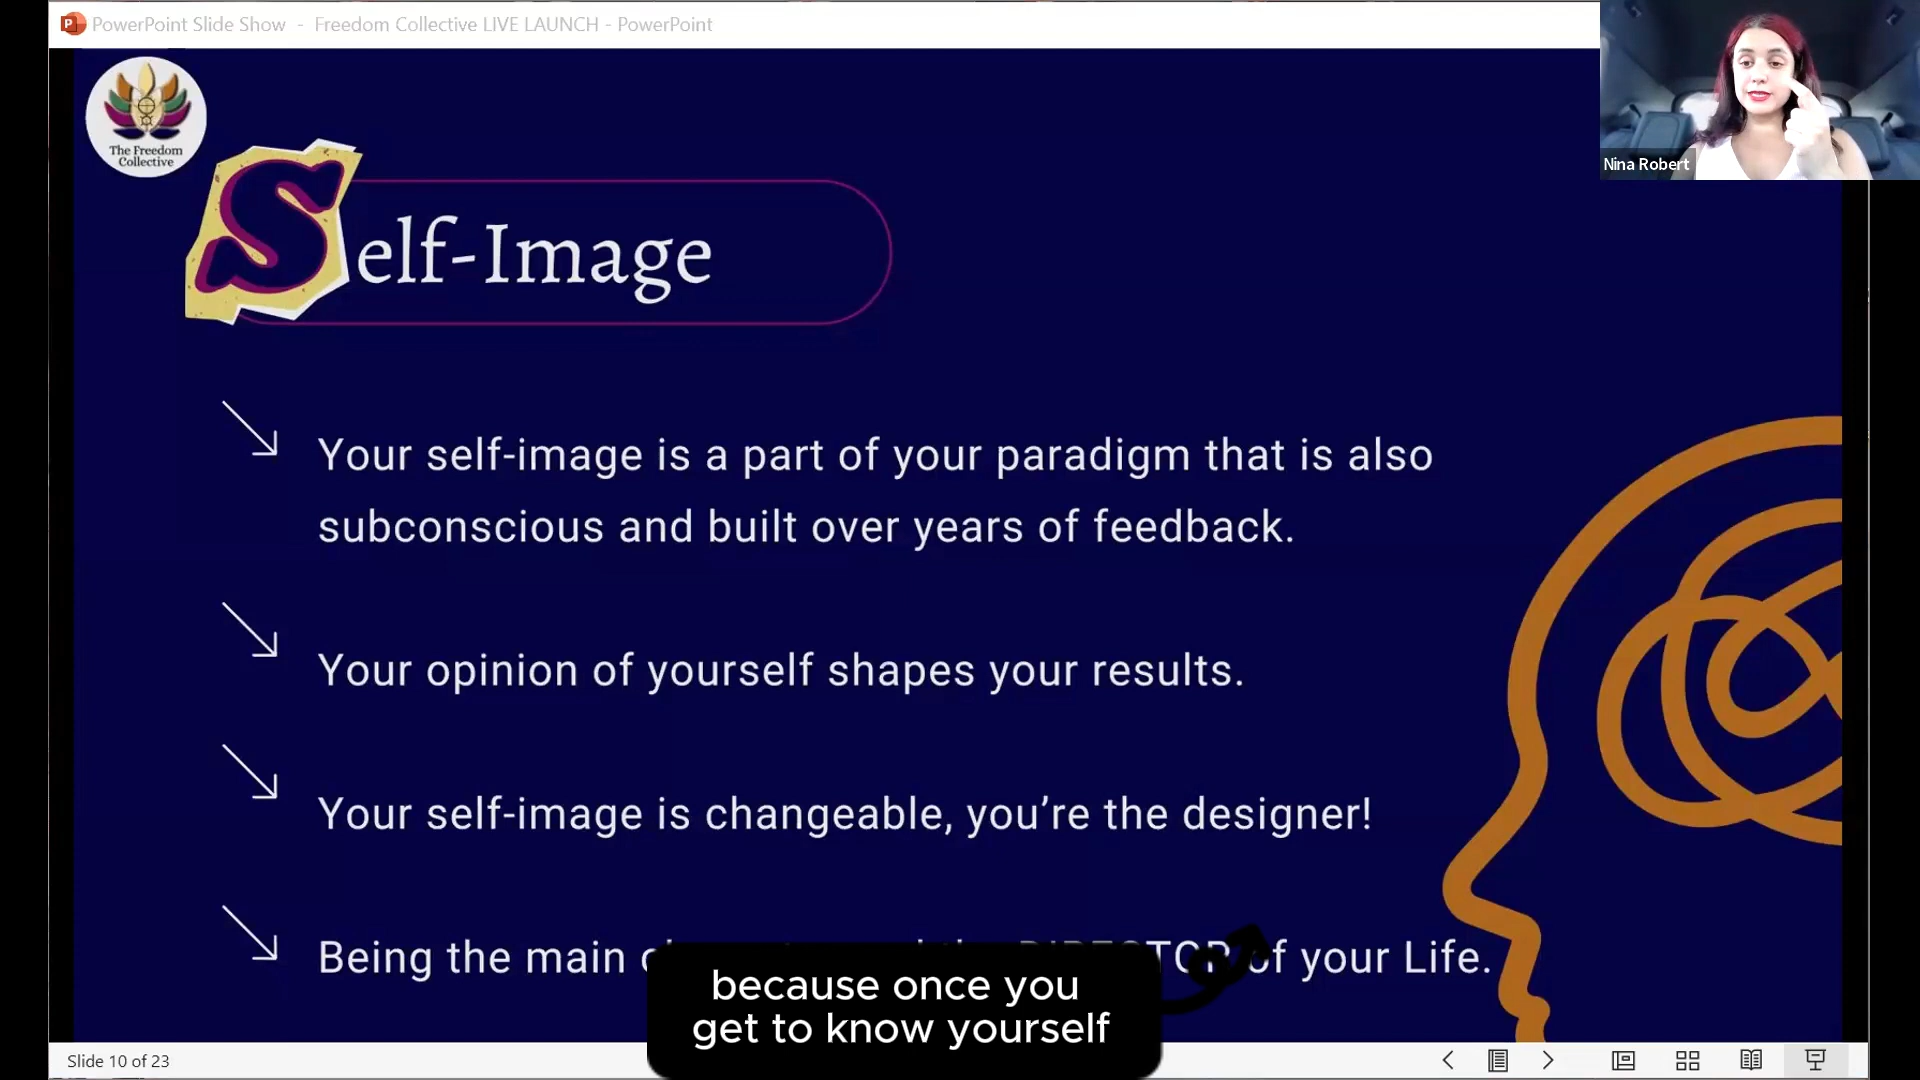 PowerPoint Slide Show - Freedom Collective LIVE LAUNCH - PowerPoint
Nina Robert
The Freedom
Collective
Self-Image
Your self-image is a part of your paradigm that is also
subconscious and built over years of feedback.
Your opinion of yourself shapes your results.
Your self-image is changeable, you’re the designer!
Being the main of your Life.
because once you
get to know yourself
Slide 10 of 23